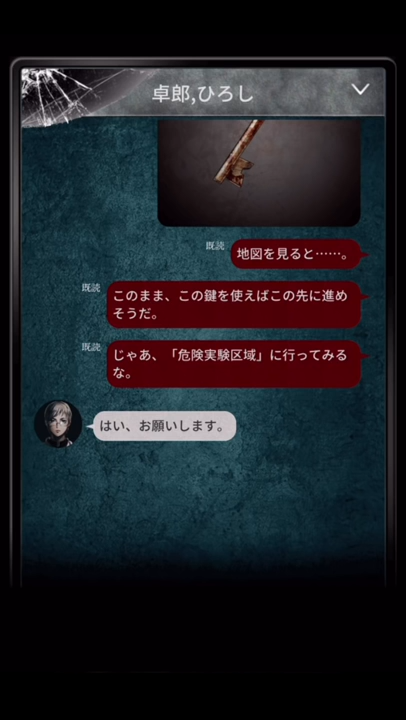 卓郎,ひろし
既読
地図を見ると……。
既読
このまま、この鍵を使えばこの先に進め
そうだ。
既読
じゃあ、「危険実験区域」に行ってみる
な。
はい、お願いします。